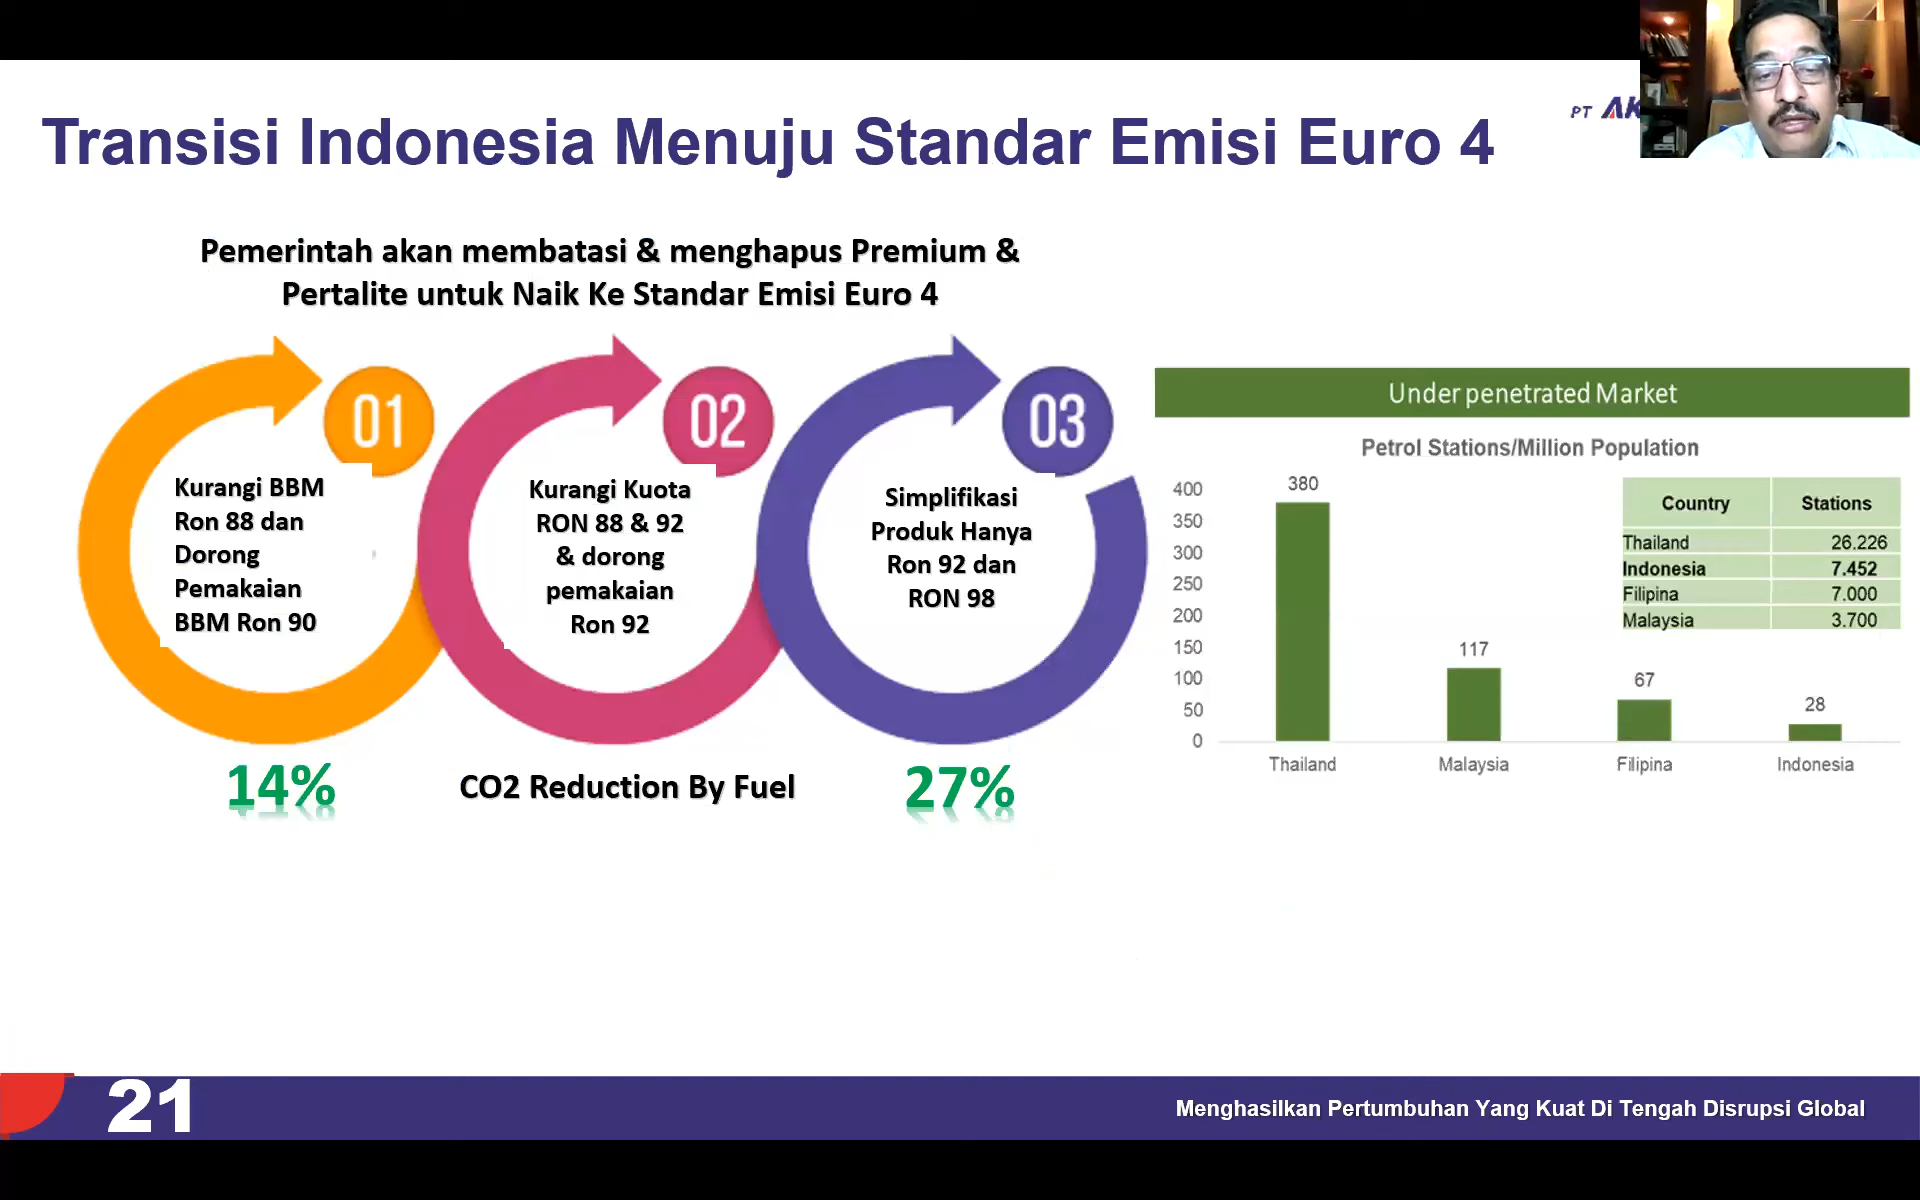 PT AK
Transisi Indonesia Menuju Standar Emisi Euro 4
Pemerintah akan membatasi & menghapus Premium &
Pertalite untuk Naik Ke Standar Emisi Euro 4
01
Kurangi BBM
Ron 88 dan
Dorong
Pemakaian
BBM Ron 90
02
Kurangi Kuota
RON 88 & 92
& dorong
pemakaian
Ron 92
03
Simplifikasi
Produk Hanya
Ron 92 dan
RON 98
14%
CO2 Reduction By Fuel
27%
Under penetrated Market
Petrol Stations/Million Population
400
350
300
250
200
150
100
50
0
380
117
67
28
Thailand Malaysia Filipina Indonesia
Country Stations
Thailand 26.226
Indonesia 7.452
Filipina 7.000
Malaysia 3.700
21
Menghasilkan Pertumbuhan Yang Kuat Di Tengah Disrupsi Global